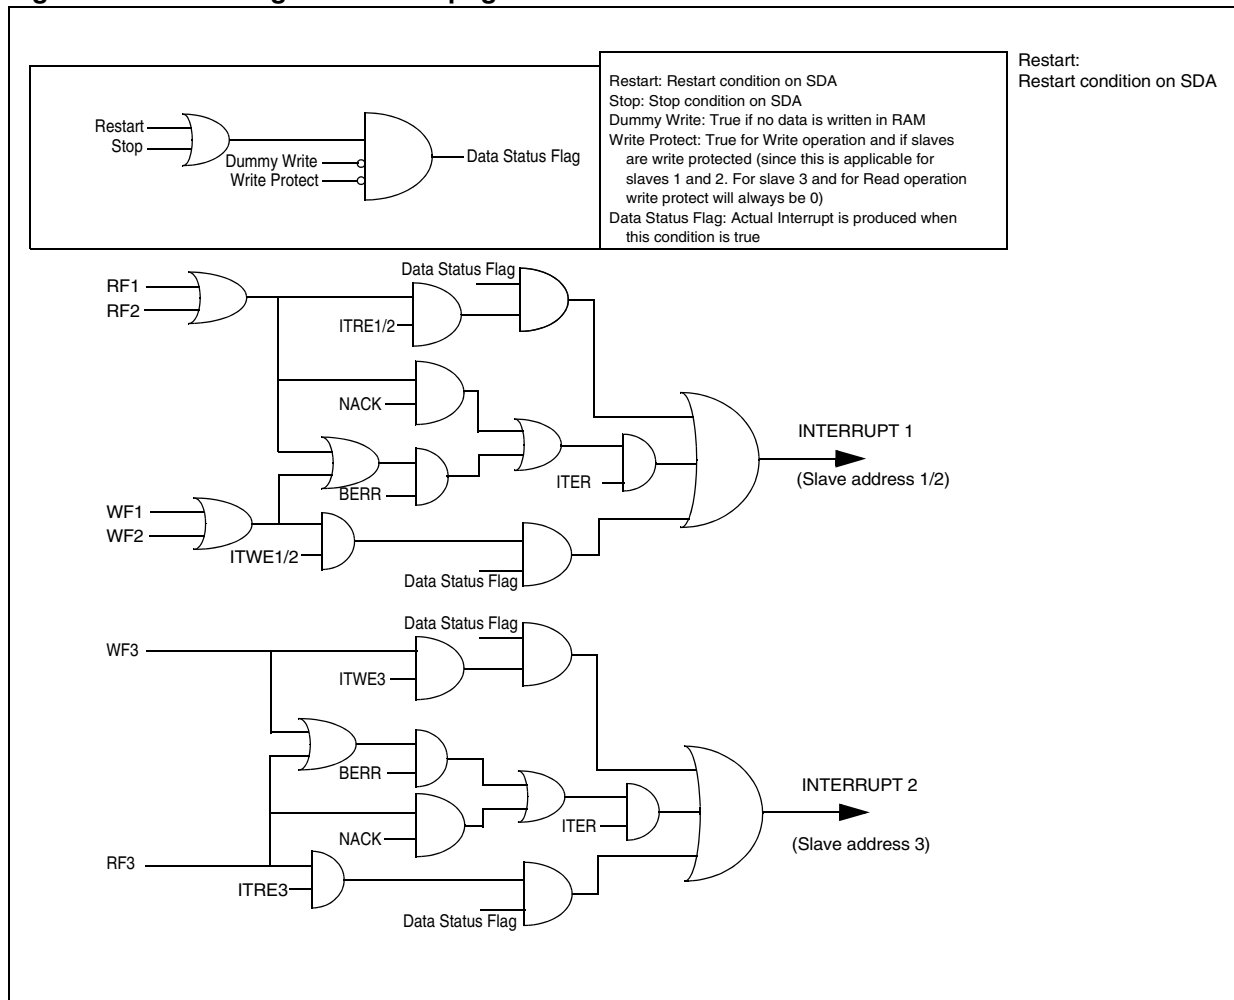 Restart:
Restart condition on SDA
Restart: Restart condition on SDA
Stop: Stop condition on SDA
Dummy Write: True if no data is written in RAM
Write Protect: True for Write operation and if slaves
are write protected (since this is applicable for
slaves 1 and 2. For slave 3 and for Read operation
write protect will always be 0)
Data Status Flag: Actual Interrupt is produced when
this condition is true
Restart
Stop
Dummy Write
Write Protect
Data Status Flag
Data Status Flag
RF1
RF2
ITRE1/2
NACK
BERR
ITER
INTERRUPT 1
(Slave address 1/2)
WF1
WF2
ITWE1/2
Data Status Flag
Data Status Flag
WF3
ITWE3
BERR
NACK
ITER
INTERRUPT 2
(Slave address 3)
RF3
ITRE3
Data Status Flag